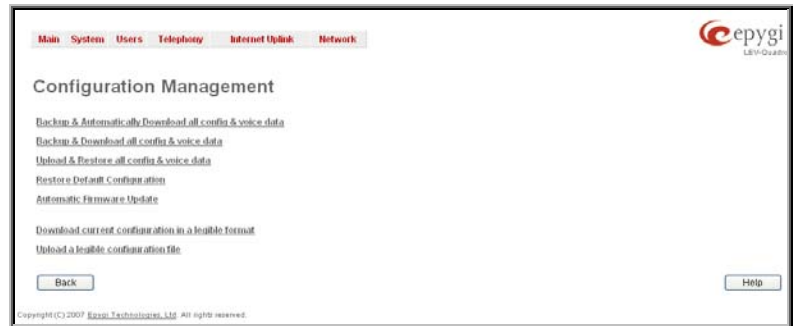 Main System Users Telephony Internet Uplink Network
epygi
LEV-Quadro
Configuration Management
Backup & Automatically Download all config & voice data
Backup & Download all config & voice data
Upload & Restore all config & voice data
Restore Default Configuration
Automatic Firmware Update
Download current configuration in a legible format
Upload a legible configuration file
Back
Help
Copyright (C) 2007 Epygi Technologies, Ltd. All rights reserved.